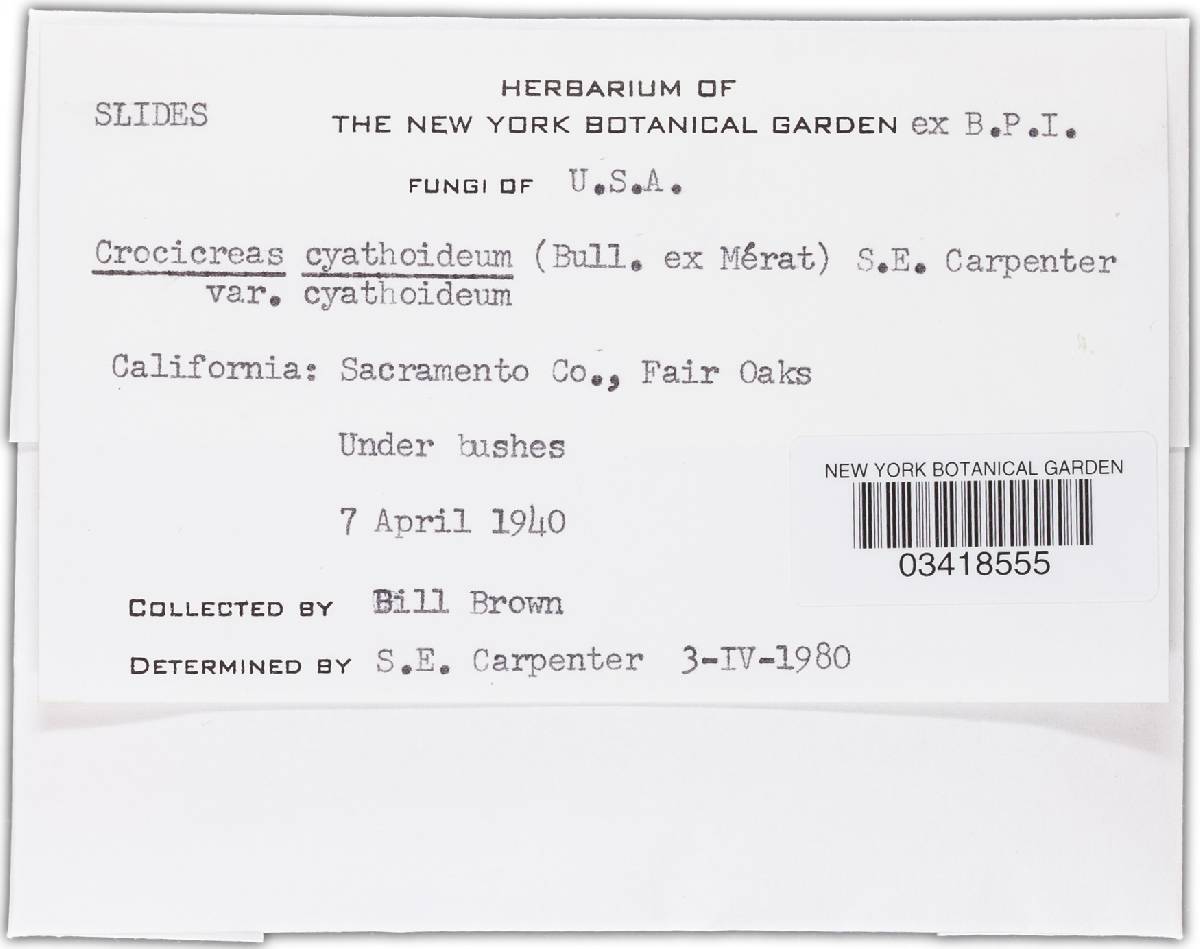 SLIDES
HERBARIUM OF
THE NEW YORK BOTANICAL GARDEN ex B.P.I.
FUNGI OF U.S.A.
Crocicreas cyathoideum (Bull. ex Mérat) S.E. Carpenter
var. cyathoideum
California: Sacramento Co., Fair Oaks
Under bushes
7 April 1940
NEW YORK BOTANICAL GARDEN
03418555
COLLECTED BY Bill Brown
DETERMINED BY S.E. Carpenter 3-IV-1980